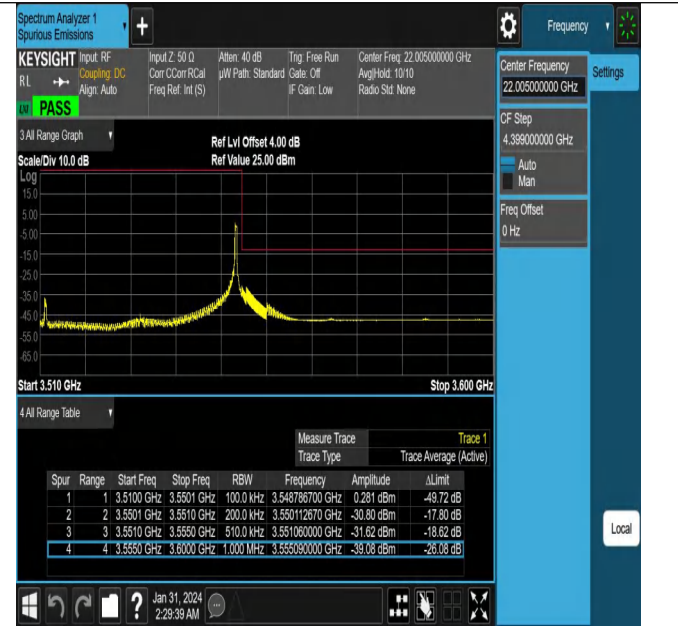 Spectrum Analyzer 1
Spurious Emissions
+
Frequency
KEYSIGHT Input: RF Input Z: 50 Ω Atten: 40 dB Trig: Free Run Center Freq: 22.005000000 GHz
RL Coupling: DC Corr CCorr RCal µW Path: Standard Gate: Off Avg|Hold: 10/10
Align: Auto Freq Ref: Int (S) IF Gain: Low Radio Std: None
PASS
Center Frequency
22.005000000 GHz
Settings
CF Step
4.399000000 GHz
Auto
Man
Freq Offset
0 Hz
3 All Range Graph
Ref Lvl Offset 4.00 dB
Scale/Div 10.0 dB Ref Value 25.00 dBm
Log
15.0
5.00
-5.00
-15.0
-25.0
-35.0
-45.0
-55.0
-65.0
Start 3.510 GHz Stop 3.600 GHz
4 All Range Table
Measure Trace Trace 1
Trace Type Trace Average (Active)
Spur Range Start Freq Stop Freq RBW Frequency Amplitude ΔLimit
1 1 3.5100 GHz 3.5501 GHz 100.0 kHz 3.548786700 GHz 0.281 dBm -49.72 dB
2 2 3.5501 GHz 3.5510 GHz 200.0 kHz 3.550112670 GHz -30.80 dBm -17.80 dB
3 3 3.5510 GHz 3.5550 GHz 510.0 kHz 3.551060000 GHz -31.62 dBm -18.62 dB
4 4 3.5550 GHz 3.6000 GHz 1.000 MHz 3.555090000 GHz -39.08 dBm -26.08 dB
Local
? Jan 31, 2024
2:29:39 AM